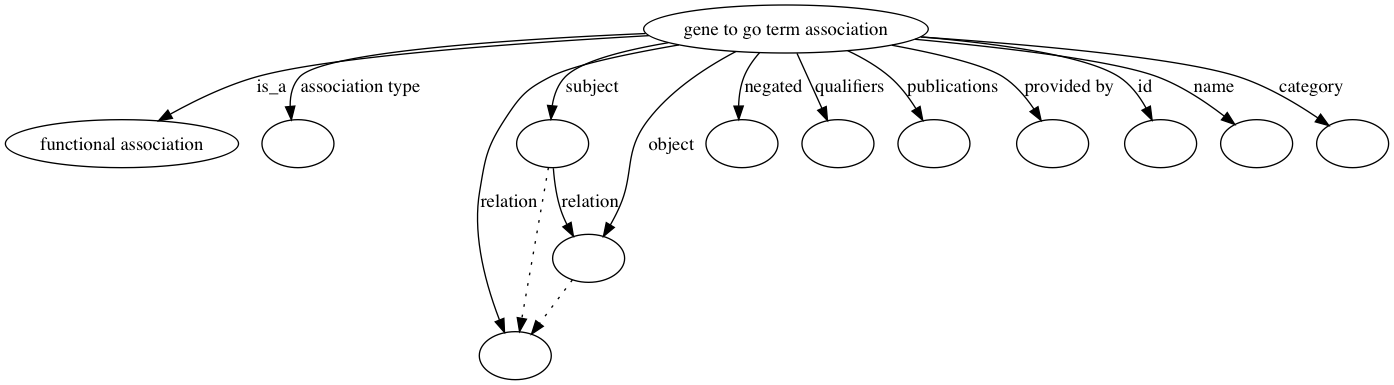 gene to go term association
is_a
association type
subject
negated
qualifiers
publications
provided by
id
name
category
functional association
object
relation
relation